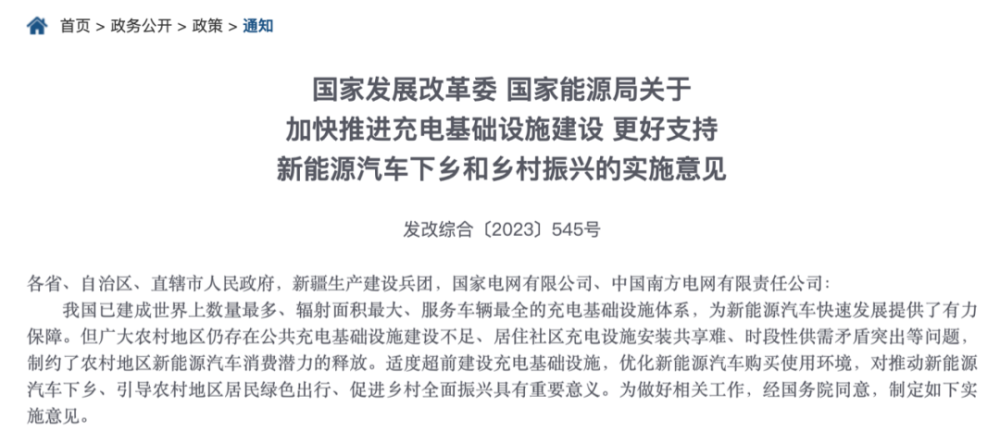 首页 > 政务公开 > 政策 > 通知
国家发展改革委 国家能源局关于
加快推进充电基础设施建设 更好支持
新能源汽车下乡和乡村振兴的实施意见
发改综合〔2023〕545号
各省、自治区、直辖市人民政府，新疆生产建设兵团，国家电网有限公司、中国南方电网有限责任公司：
我国已建成世界上数量最多、辐射面积最大、服务车辆最全的充电基础设施体系，为新能源汽车快速发展提供了有力
保障。但广大农村地区仍存在公共充电基础设施建设不足、居住社区充电设施安装共享难、时段性供需矛盾突出等问题，
制约了农村地区新能源汽车消费潜力的释放。适度超前建设充电基础设施，优化新能源汽车购买使用环境，对推动新能源
汽车下乡、引导农村地区居民绿色出行、促进乡村全面振兴具有重要意义。为做好相关工作，经国务院同意，制定如下实
施意见。